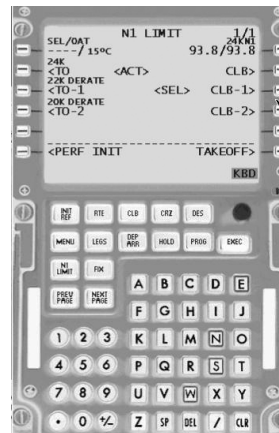 N1 LIMIT 1/1
SEL/OAT 24KN1
----/ 15ºC 93.8/93.8
24K
<TO <ACT> CLB>
22K DERATE
<TO-1 <SEL> CLB-1>
20K DERATE
<TO-2 CLB-2>
<PERF INIT TAKEOFF>
KBD
INIT REF RTE CLB CRZ DES
MENU LEGS DEP ARR HOLD PROG EXEC
N1 LIMIT FIX
PREV PAGE NEXT PAGE
A B C D E
F G H I J
1 2 3 K L M N O
4 5 6 P Q R S T
7 8 9 U V W X Y
. 0 +/- Z SP DEL / CLR